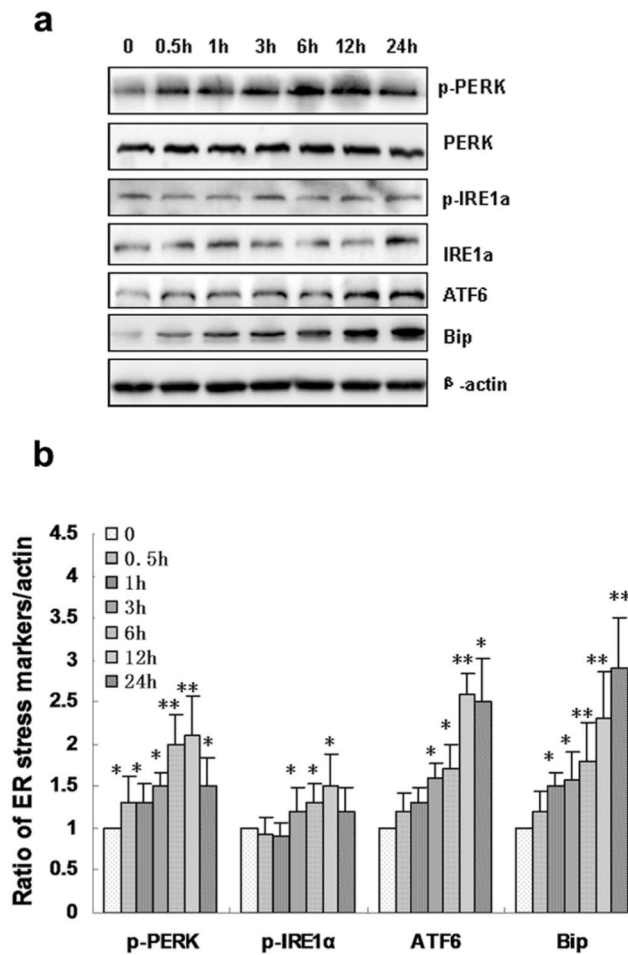 a
0 0.5h 1h 3h 6h 12h 24h
p-PERK
PERK
p-IRE1a
IRE1a
ATF6
Bip
β-actin
b
Ratio of ER stress markers/actin
4.5
4
3.5
3
2.5
2
1.5
1
0.5
0
0
0.5h
1h
3h
6h
12h
24h
* * * ** ** *
* * *
* * ** *
* * ** ** **
p-PERK p-IRE1α ATF6 Bip